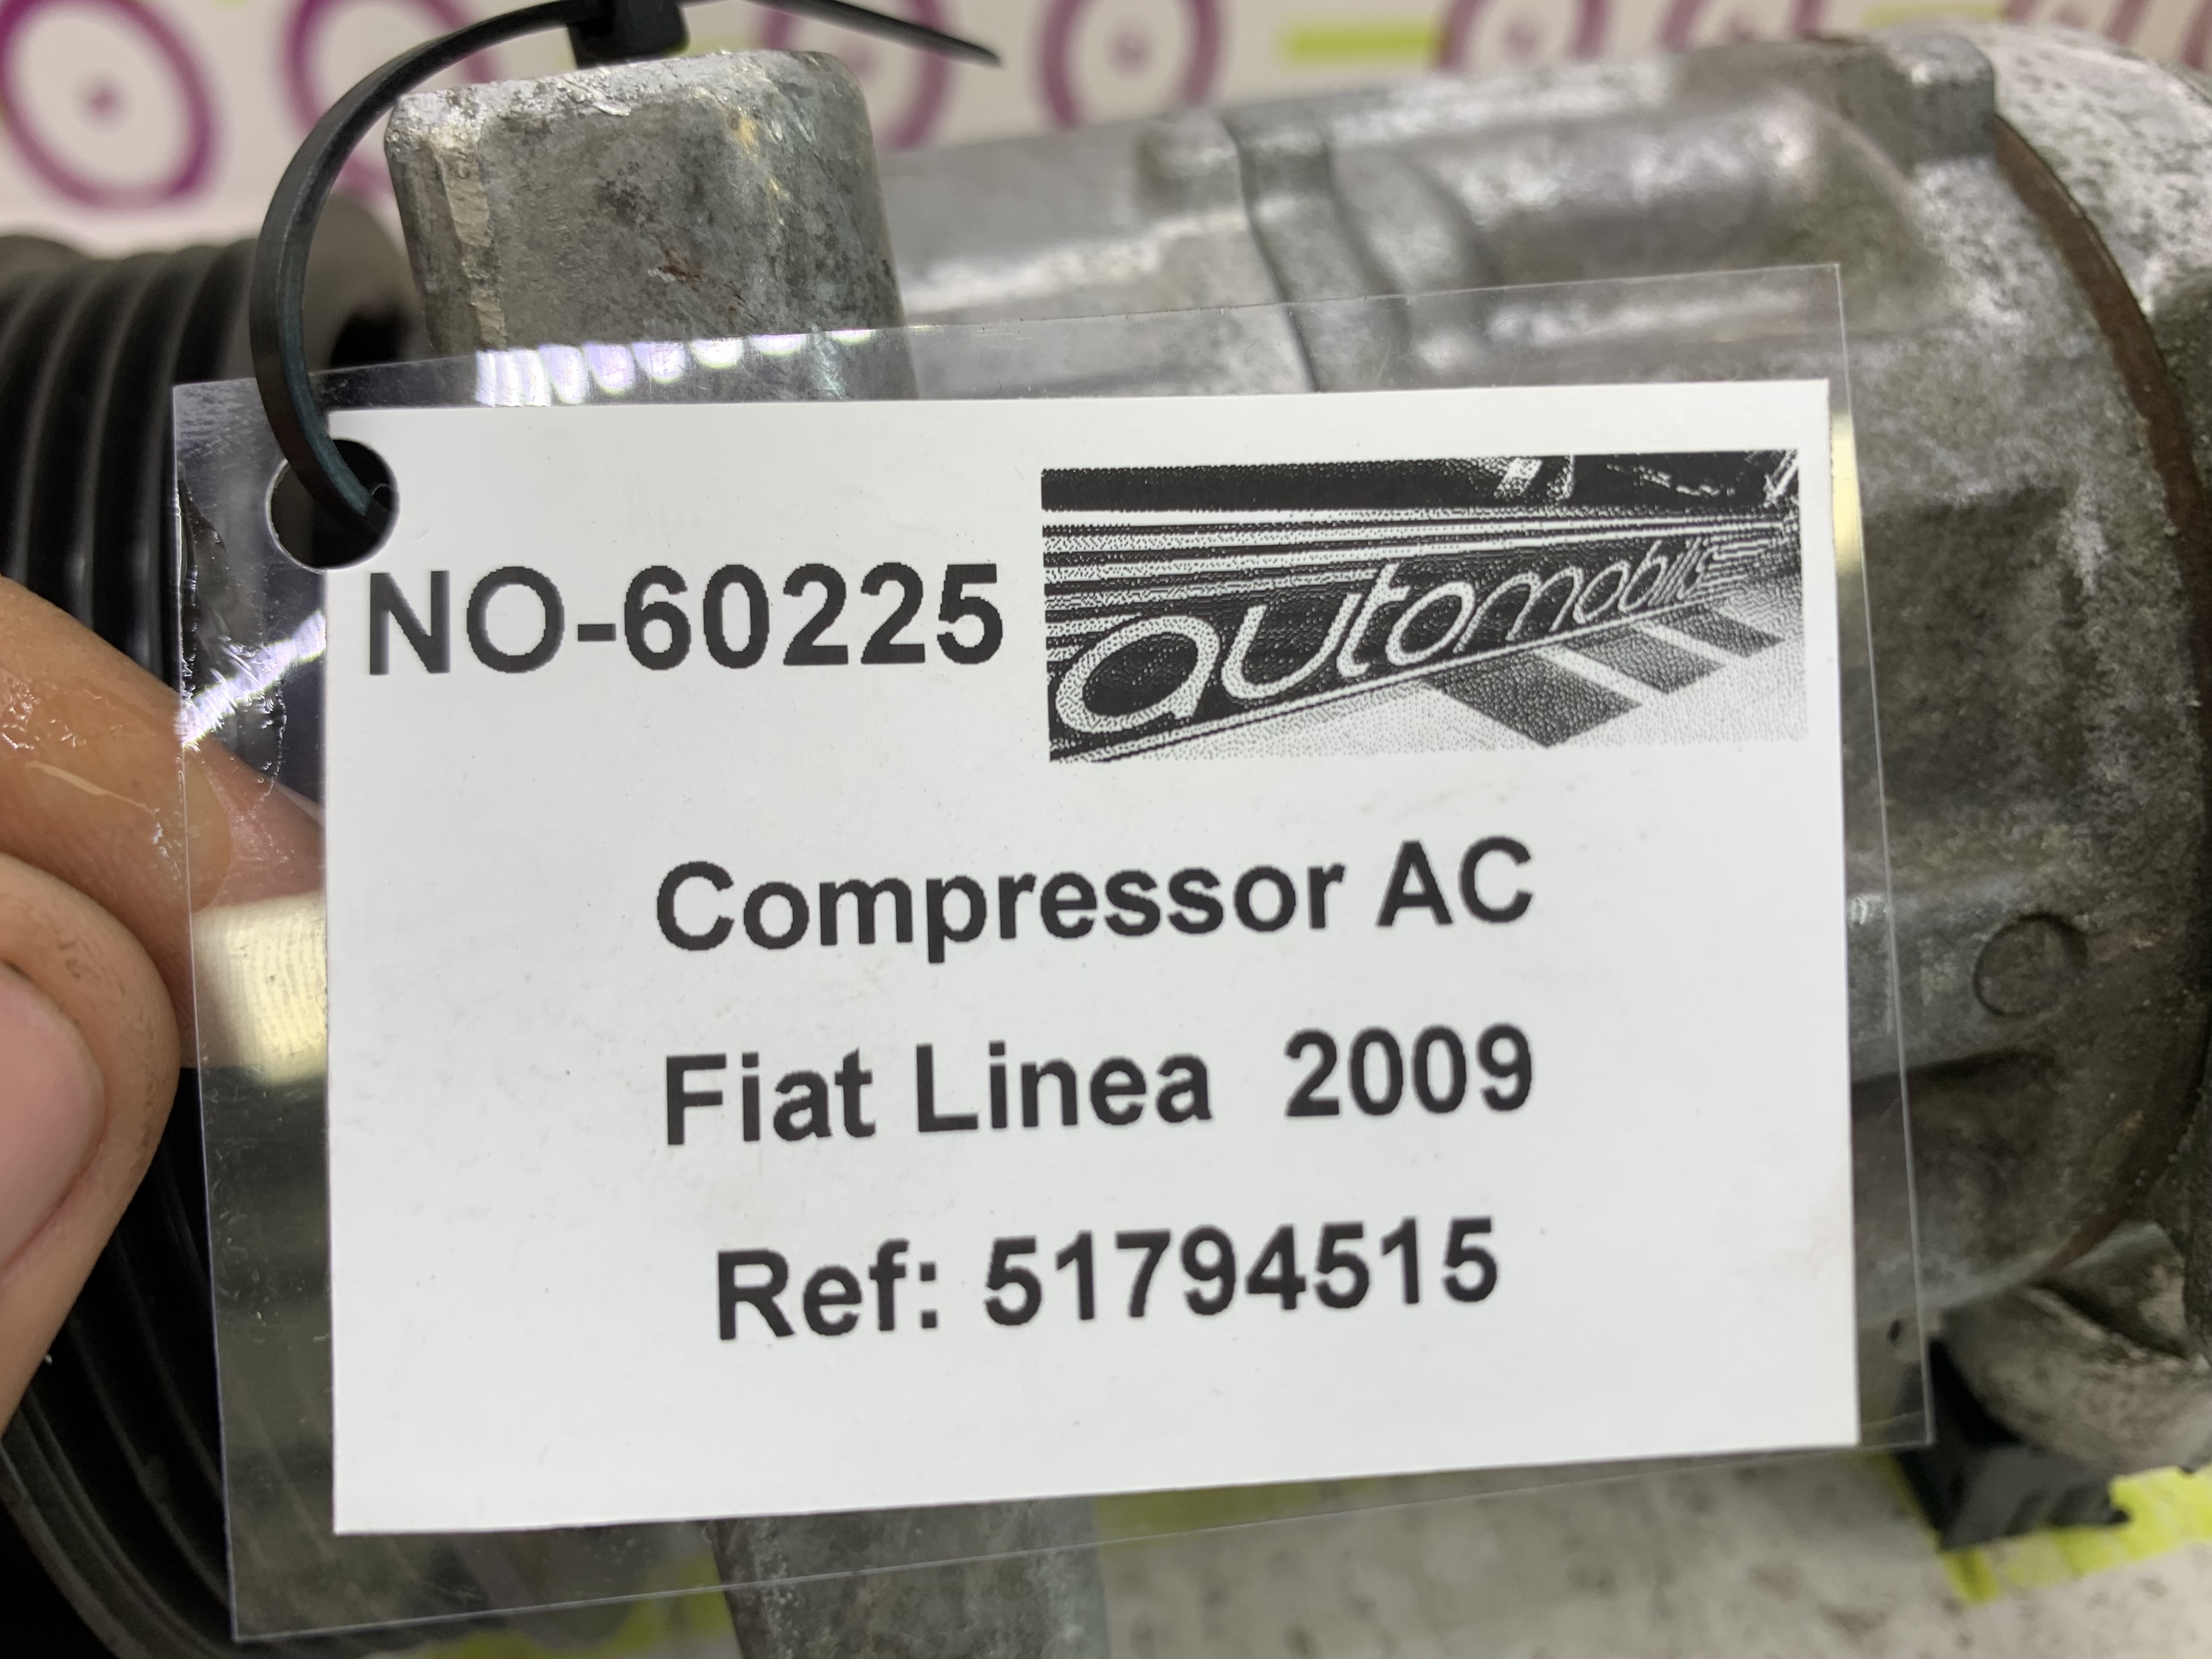 NO-60225
automobilis
Compressor AC
Fiat Linea 2009
Ref: 51794515